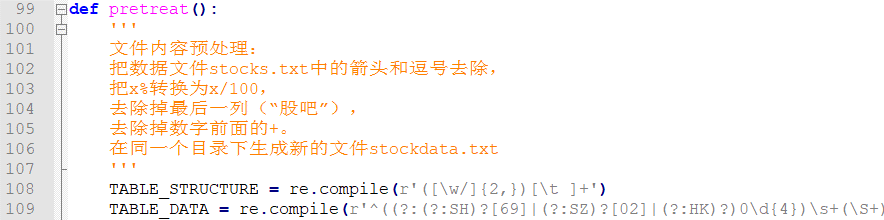 99 def pretreat():
100 '''
101 文件内容预处理：
102 把数据文件stocks.txt中的箭头和逗号去除，
103 把x%转换为x/100，
104 去除掉最后一列（“股吧”），
105 去除掉数字前面的+。
106 在同一个目录下生成新的文件stockdata.txt
107 '''
108 TABLE_STRUCTURE = re.compile(r'([\w/]{2,})[\t ]+')
109 TABLE_DATA = re.compile(r'^((?:(?:SH)?[69]|(?:SZ)?[02]|(?:HK)?)0\d{4})\s+(\S+)